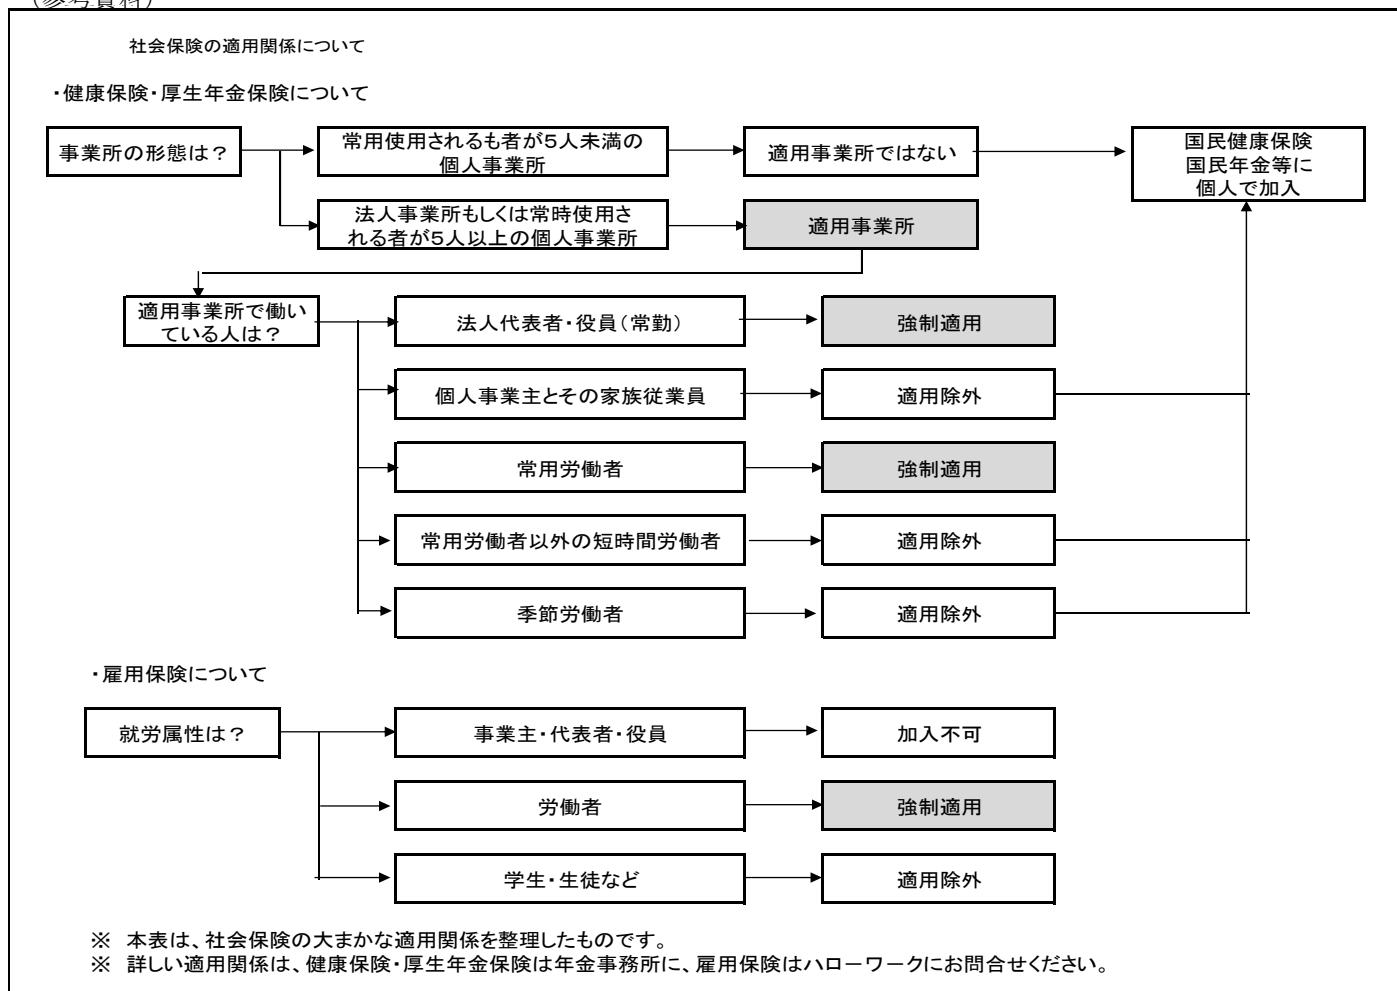 (参考資料)
社会保険の適用関係について
・健康保険・厚生年金保険について
事業所の形態は？
常用使用されるも者が５人未満の
個人事業所
適用事業所ではない
国民健康保険
国民年金等に
個人で加入
法人事業所もしくは常時使用さ
れる者が５人以上の個人事業所
適用事業所
適用事業所で働い
ている人は？
法人代表者・役員（常勤）
強制適用
個人事業主とその家族従業員
適用除外
常用労働者
強制適用
常用労働者以外の短時間労働者
適用除外
季節労働者
適用除外
・雇用保険について
就労属性は？
事業主・代表者・役員
加入不可
労働者
強制適用
学生・生徒など
適用除外
※　本表は、社会保険の大まかな適用関係を整理したものです。
※　詳しい適用関係は、健康保険・厚生年金保険は年金事務所に、雇用保険はハローワークにお問合せください。